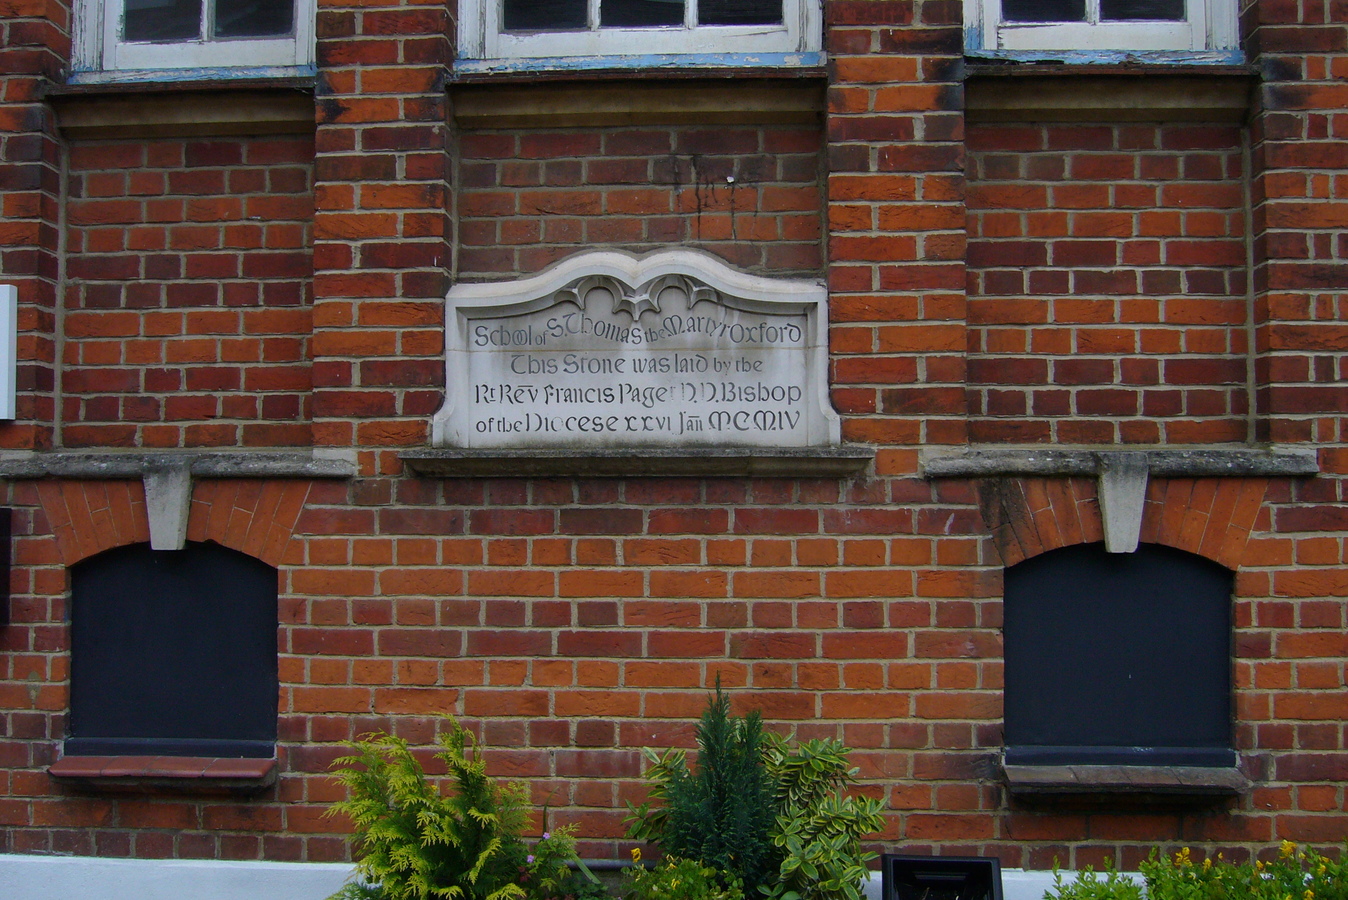 School of S. Thomas the Martyr Oxford
This Stone was laid by the
Rt Rev Francis Paget D.D. Bishop
of the Diocese XXVI Jan MCMIV